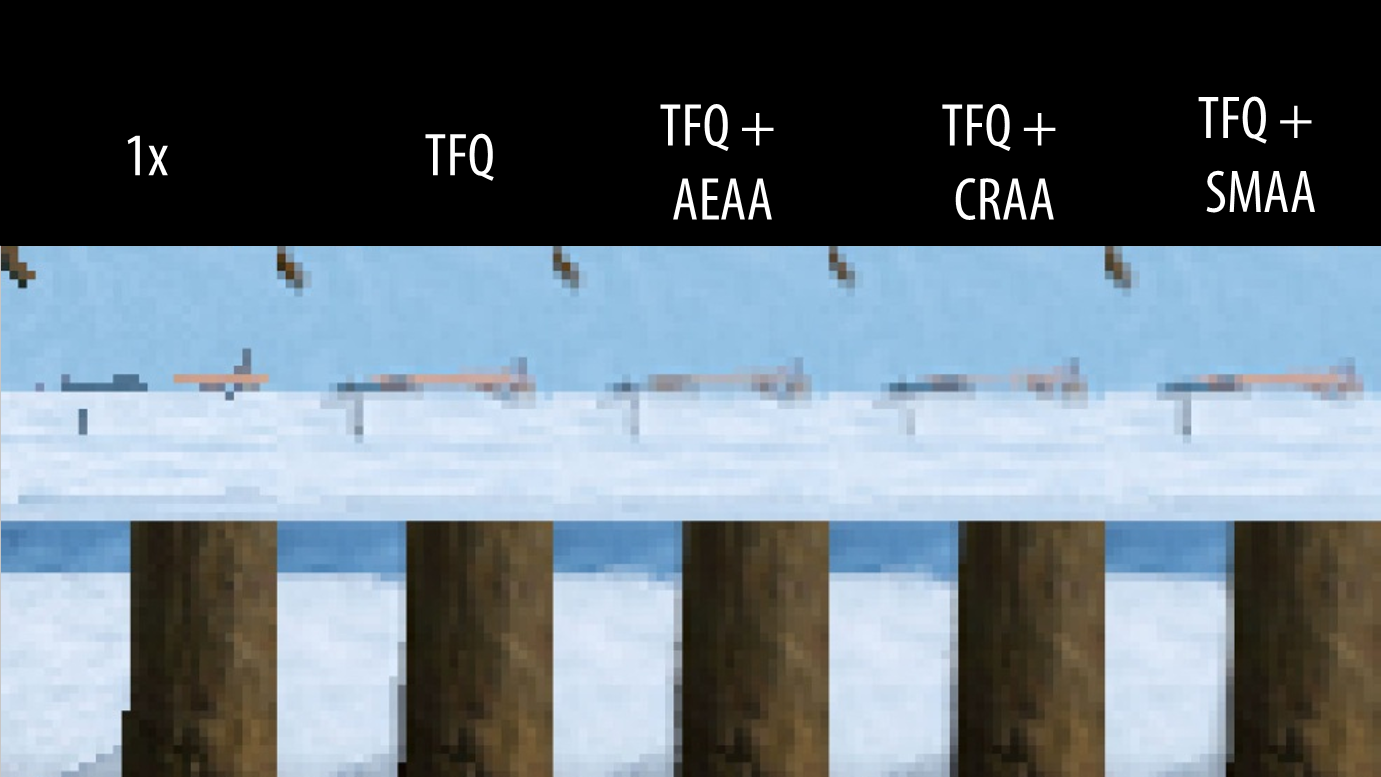 1x
TFQ
TFQ +
AEAA
TFQ +
CRAA
TFQ +
SMAA